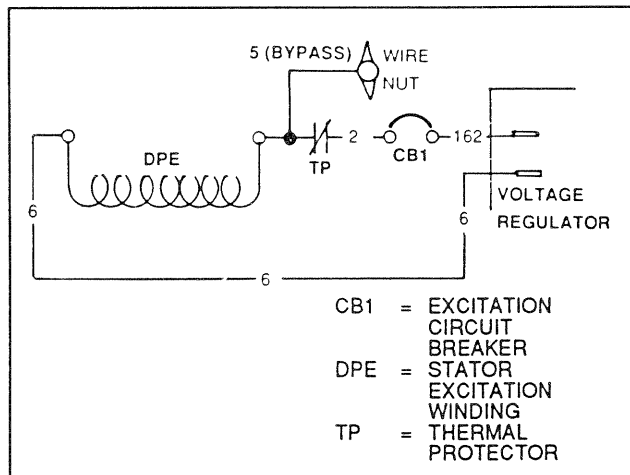 5 (BYPASS) WIRE
NUT
DPE
TP
2
CB1
162
6
6
6
VOLTAGE
REGULATOR
CB1 = EXCITATION
CIRCUIT
BREAKER
DPE = STATOR
EXCITATION
WINDING
TP = THERMAL
PROTECTOR